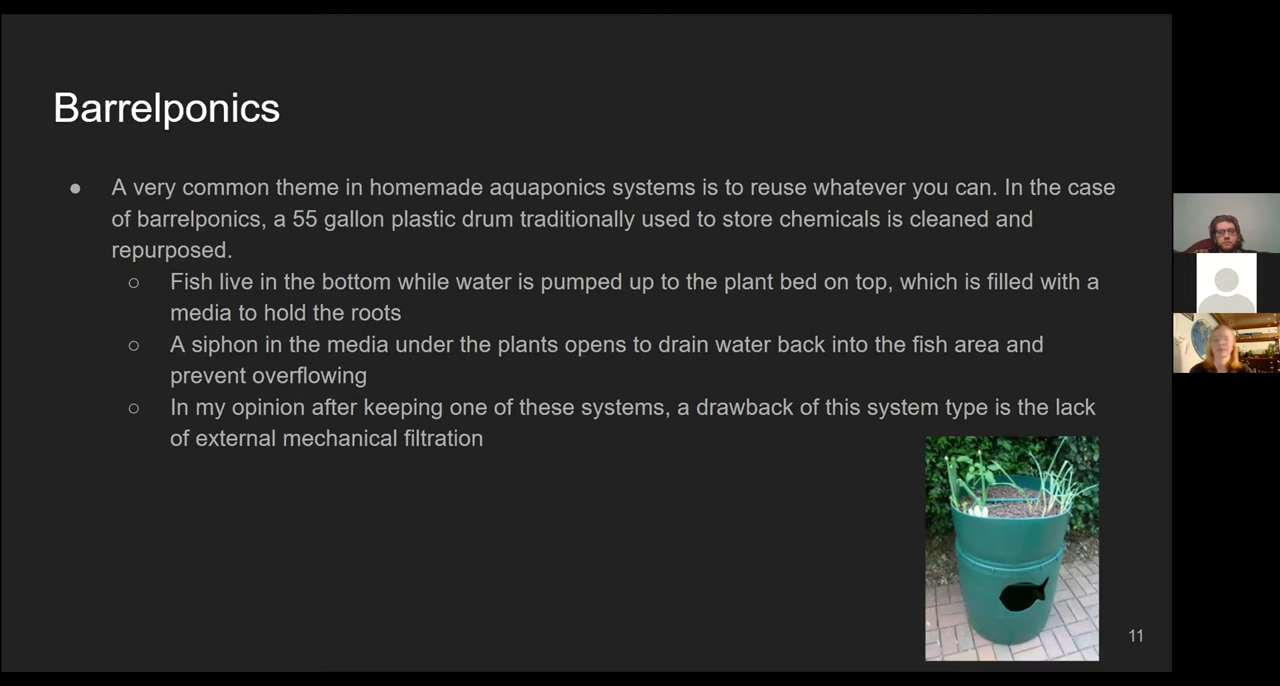 Barrelponics
● A very common theme in homemade aquaponics systems is to reuse whatever you can. In the case
of barrelponics, a 55 gallon plastic drum traditionally used to store chemicals is cleaned and
repurposed.
○ Fish live in the bottom while water is pumped up to the plant bed on top, which is filled with a
media to hold the roots
○ A siphon in the media under the plants opens to drain water back into the fish area and
prevent overflowing
○ In my opinion after keeping one of these systems, a drawback of this system type is the lack
of external mechanical filtration
11